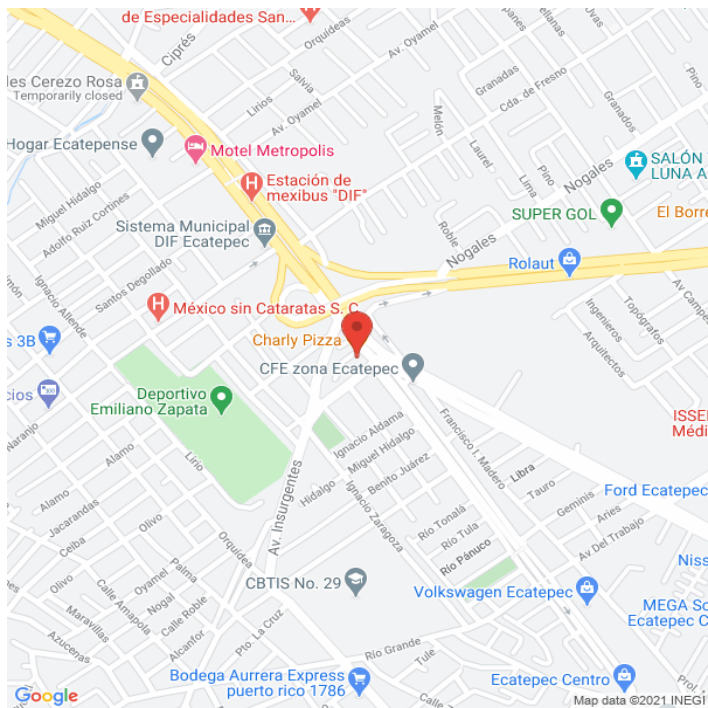 de Especialidades San...
Orquídeas
Ciprés
Av. Oyamel
Salvia
Granadas
Cda. de Fresno
Pino
les Cerezo Rosa
Temporarily closed
Lirios
Av. Oyamel
Melón
Granados
Hogar Ecatepense
Motel Metropolis
Laurel
Pino
Lima
Nogales
SALÓN
LUNA A
Estación de
mexibus "DIF"
Miguel Hidalgo
Adolfo Ruiz Cortines
SUPER GOL
El Borre
Sistema Municipal
DIF Ecatepec
Roble
Nogales
Rolaut
Santos Degollado
Ignacio Allende
Av Campe
México sin Cataratas S. C
Ingenieros
Topógrafos
Arquitectos
s 3B
Charly Pizza
CFE zona Ecatepec
cios
Deportivo
Emiliano Zapata
Naranjo
Francisco I. Madero
ISSE
Médi
Ignacio Aldama
Miguel Hidalgo
Benito Juárez
Hidalgo
Lirio
Alamo
Alamo
Jacarandas
Ceiba
Olivo
Av. Insurgentes
Ignacio Zaragoza
Libra
Tauro
Geminis
Aries
Ford Ecatepec
Río Tonalá
Río Tula
Río Pánuco
Av Del Trabajo
Orquídea
Palma
Olivo
Oyamel
Nogal
Calle Roble
Calle Amapola
Maravillas
Azucenas
Alcanfor
CBTIS No. 29
Volkswagen Ecatepec
Niss
MEGA So
Ecatepec C
Pto. La Cruz
Río Grande
Tule
Bodega Aurrera Express
puerto rico 1786
Ecatepec Centro
Prol.
Google
Map data ©2021 INEGI